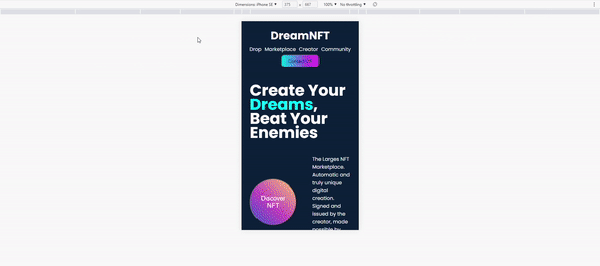 Dimensions: iPhone SE
375
x
667
100%
No throttling
DreamNFT
Drop Marketplace Creator Community
Create Your
Dreams,
Beat Your
Enemies
The Larges NFT
Marketplace.
Automatic and
truly unique
digital
creation.
Signed and
Issued by the
creator, made
possible by
Discover
NFT